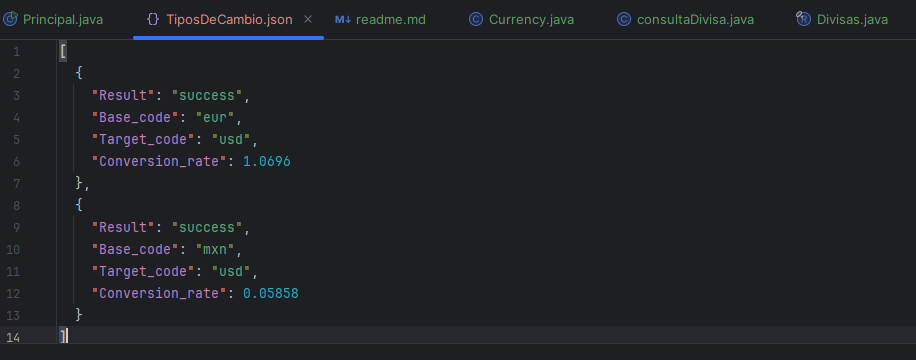 Principal.java TiposDeCambio.json readme.md Currency.java consultaDivisa.java Divisas.java
1 [
2 {
3 "Result": "success",
4 "Base_code": "eur",
5 "Target_code": "usd",
6 "Conversion_rate": 1.0696
7 },
8 {
9 "Result": "success",
10 "Base_code": "mxn",
11 "Target_code": "usd",
12 "Conversion_rate": 0.05858
13 }
14 ]